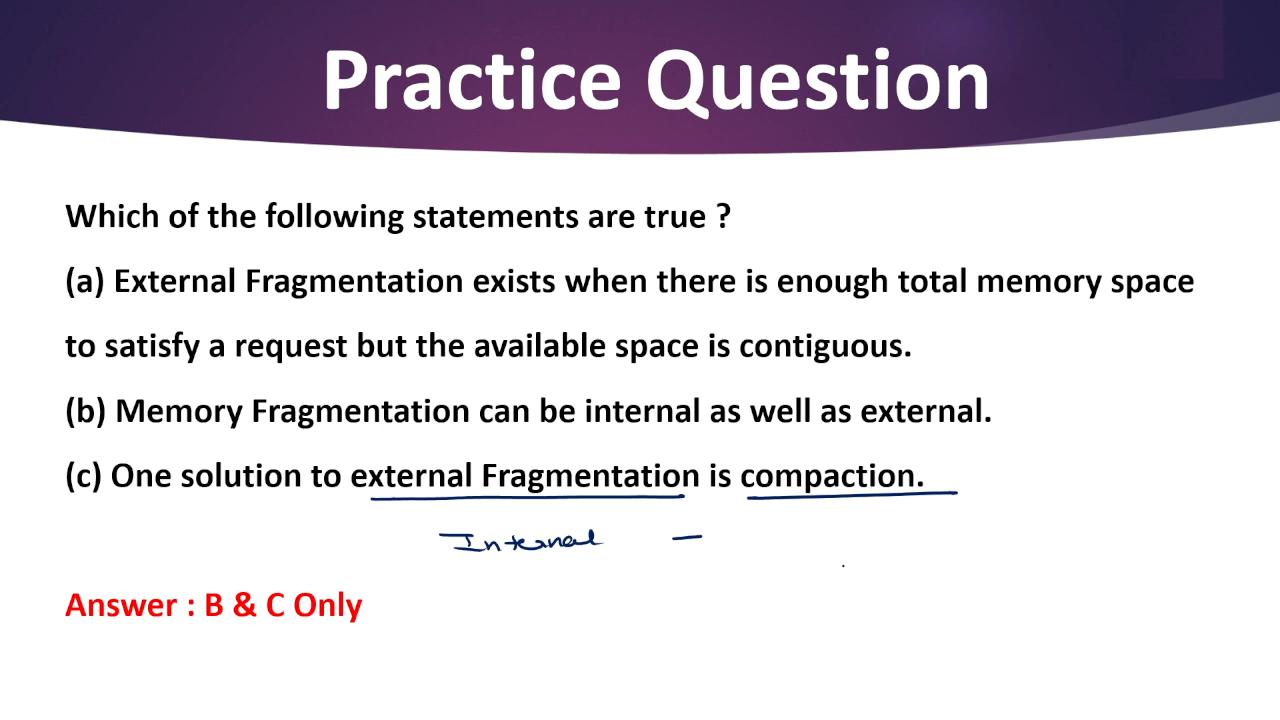 Practice Question
Which of the following statements are true ?
(a) External Fragmentation exists when there is enough total memory space
to satisfy a request but the available space is contiguous.
(b) Memory Fragmentation can be internal as well as external.
(c) One solution to external Fragmentation is compaction.
Internal –
Answer : B & C Only